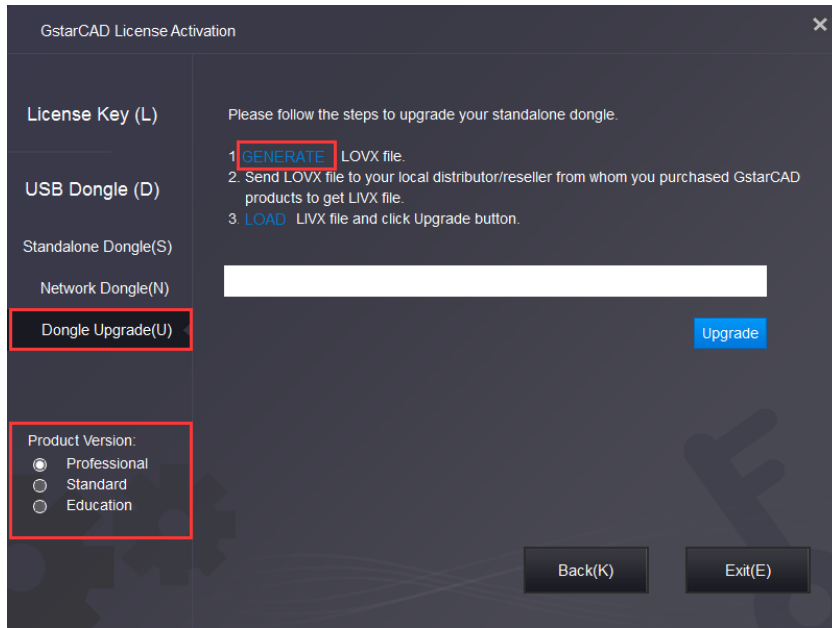 GstarCAD License Activation
×
License Key (L)
USB Dongle (D)
Standalone Dongle(S)
Network Dongle(N)
Dongle Upgrade(U)
Product Version:
Professional
Standard
Education
Please follow the steps to upgrade your standalone dongle.
1 GENERATE LOVX file.
2. Send LOVX file to your local distributor/reseller from whom you purchased GstarCAD
products to get LIVX file.
3. LOAD LIVX file and click Upgrade button.
Upgrade
Back(K)
Exit(E)